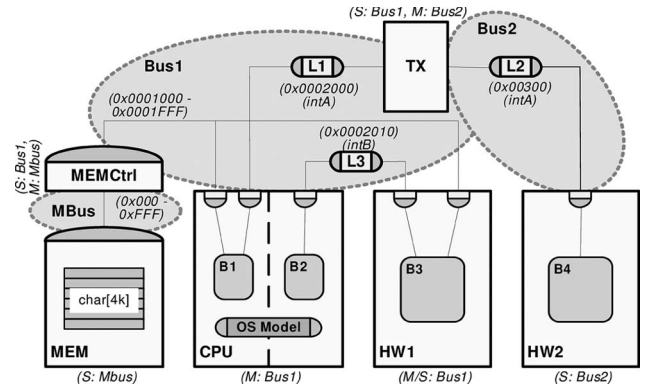 (S: Bus1, M: Bus2)
Bus2
Bus1
L1
TX
L2
(0x0002000)
(intA)
(0x00300)
(intA)
(0x0001000 -
0x0001FFF)
(0x0002010)
(intB)
L3
(S: Bus1,
M: Mbus)
MEMCtrl
MBus
(0x000 -
0xFFF)
B1
B2
B3
B4
char[4k]
OS Model
MEM
CPU
HW1
HW2
(S: Mbus)
(M: Bus1)
(M/S: Bus1)
(S: Bus2)